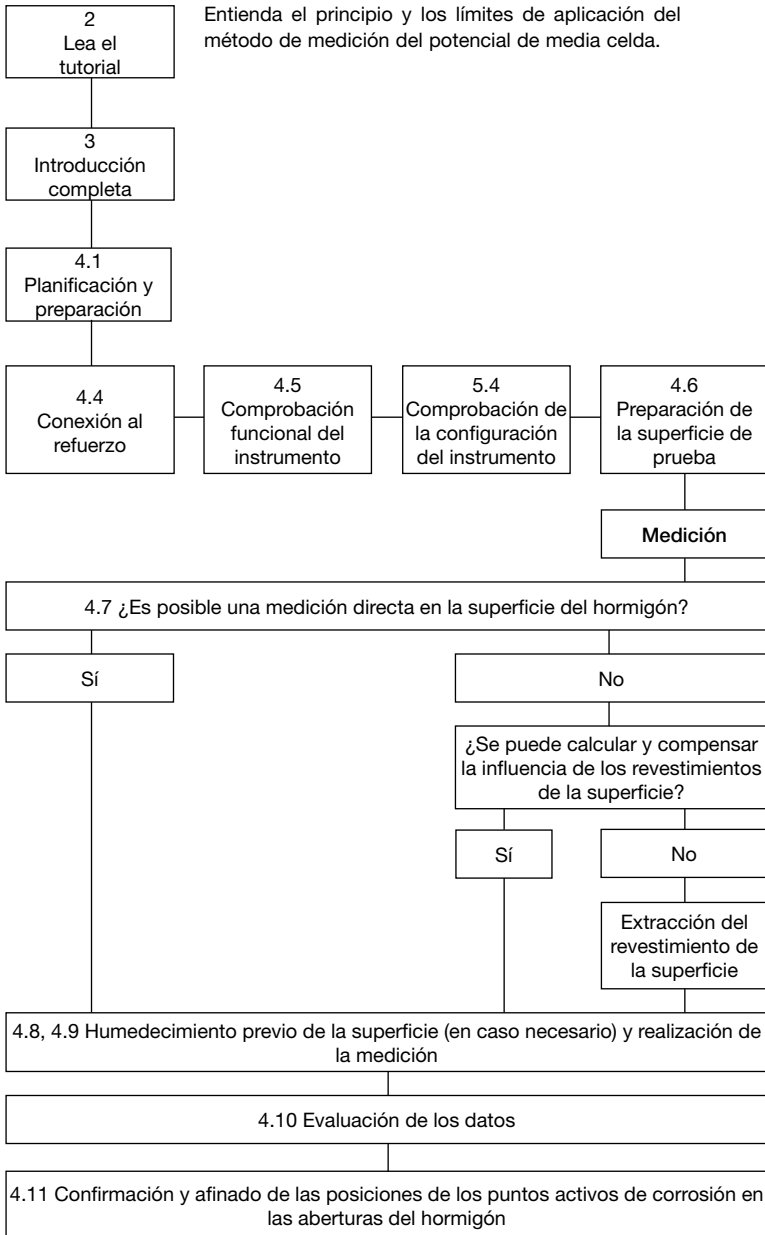 2
Lea el
tutorial
Entienda el principio y los límites de aplicación del
método de medición del potencial de media celda.
3
Introducción
completa
4.1
Planificación y
preparación
4.4
Conexión al
refuerzo
4.5
Comprobación
funcional del
instrumento
5.4
Comprobación de
la configuración
del instrumento
4.6
Preparación de
la superficie de
prueba
Medición
4.7 ¿Es posible una medición directa en la superficie del hormigón?
Sí
No
¿Se puede calcular y compensar
la influencia de los revestimientos
de la superficie?
Sí
No
Extracción del
revestimiento de
la superficie
4.8, 4.9 Humedecimiento previo de la superficie (en caso necesario) y realización de
la medición
4.10 Evaluación de los datos
4.11 Confirmación y afinado de las posiciones de los puntos activos de corrosión en
las aberturas del hormigón